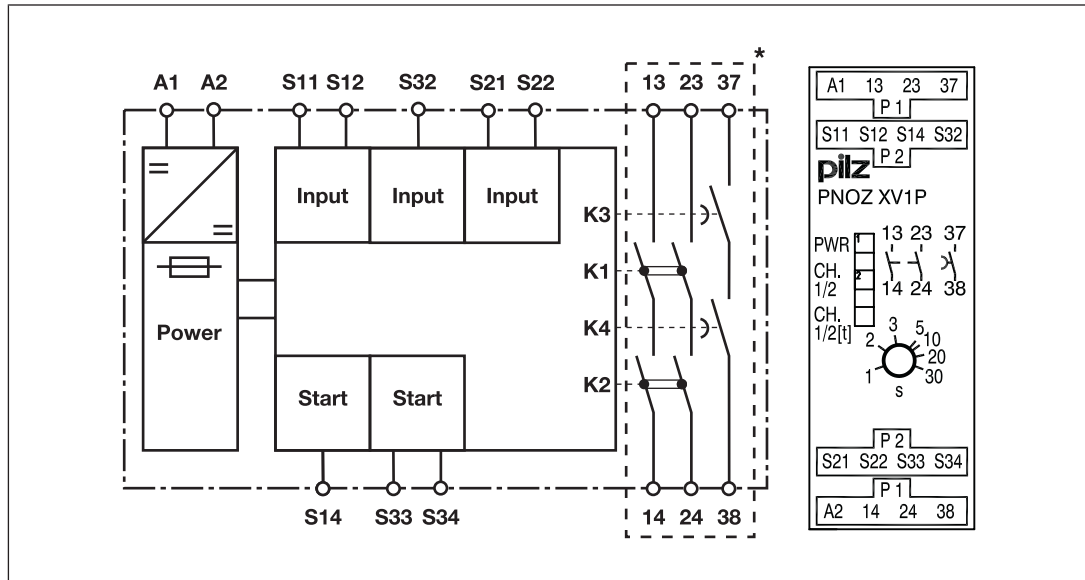 A1 A2 S11 S12 S32 S21 S22 13 23 37 *
Input Input Input
K3
K1
K4
K2
Power
Start Start
S14 S33 S34 14 24 38
A1 13 23 37
P 1
S11 S12 S14 S32
P 2
pilz
PNOZ XV1P
13 23 37
PWR 1
CH. 2
1/2
14 24 38
CH.
1/2[t]
1 2 3 5 10 20 30
s
P 2
S21 S22 S33 S34
P 1
A2 14 24 38